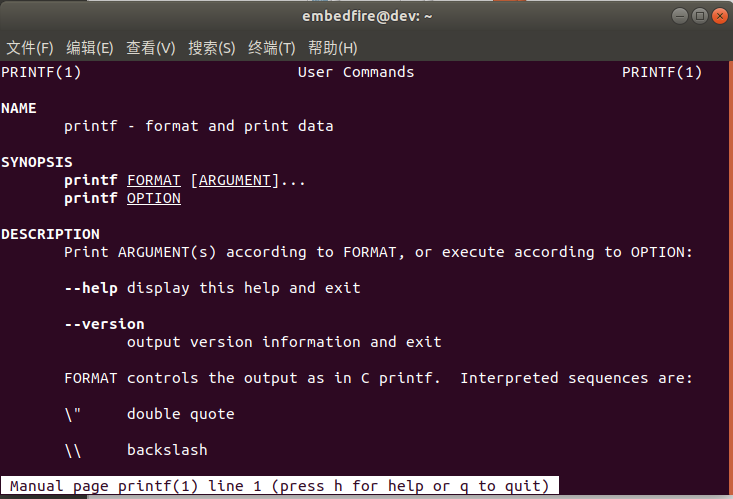 embedfire@dev: ~
文件(F) 编辑(E) 查看(V) 搜索(S) 终端(T) 帮助(H)
PRINTF(1) User Commands PRINTF(1)
NAME
printf - format and print data
SYNOPSIS
printf FORMAT [ARGUMENT]...
printf OPTION
DESCRIPTION
Print ARGUMENT(s) according to FORMAT, or execute according to OPTION:
--help display this help and exit
--version
output version information and exit
FORMAT controls the output as in C printf.  Interpreted sequences are:
\" double quote
\\ backslash
Manual page printf(1) line 1 (press h for help or q to quit)